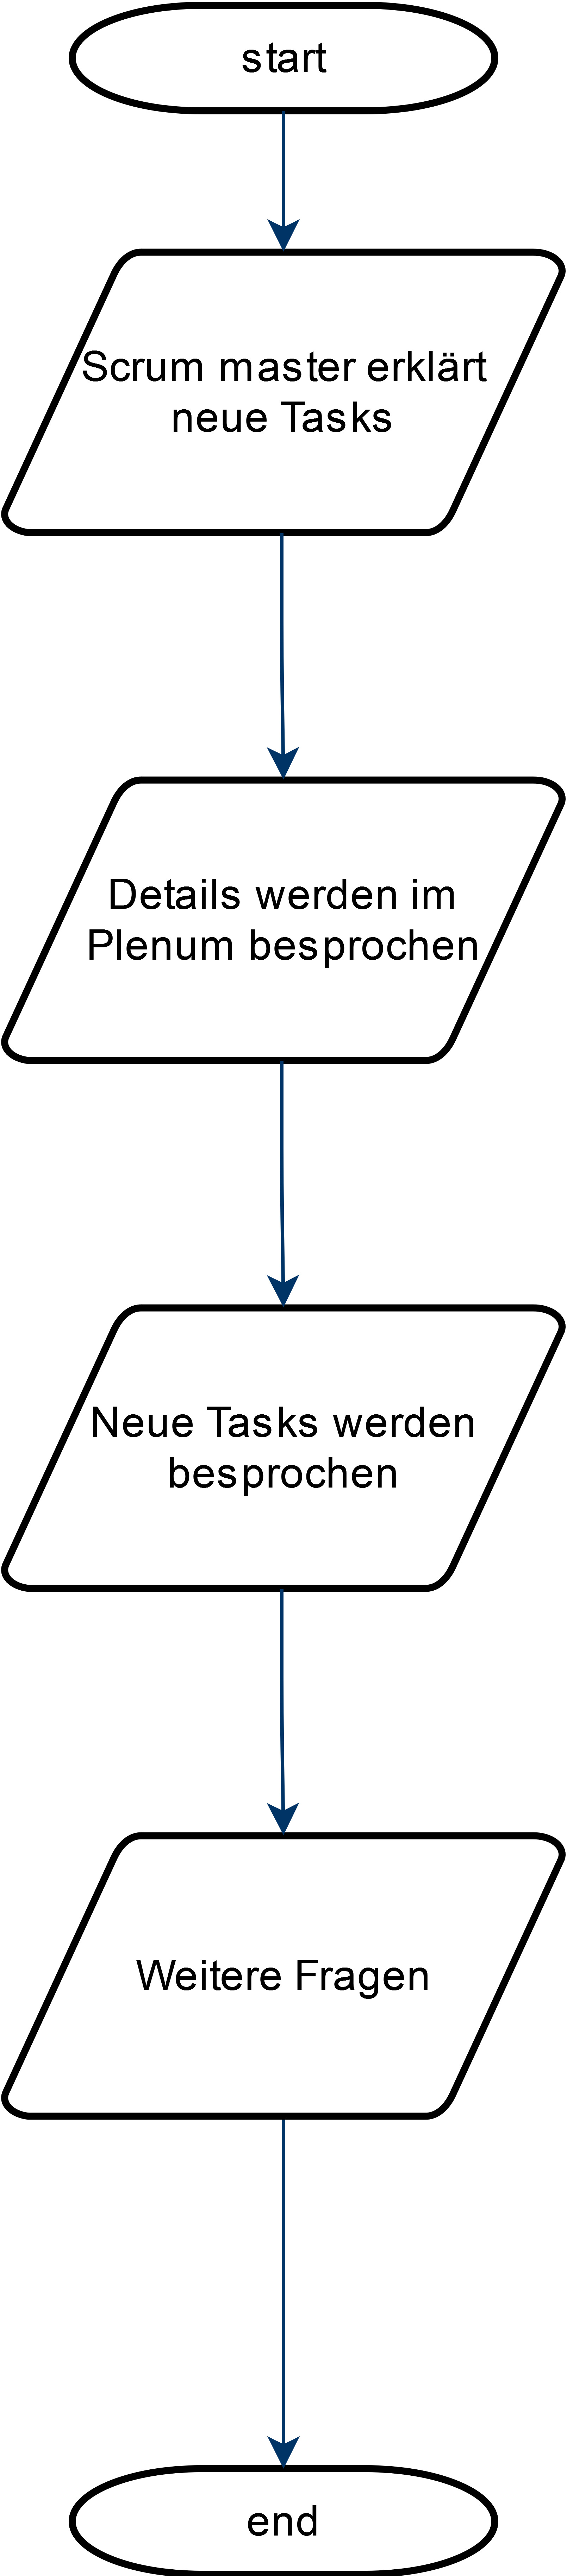 start
Scrum master erklärt
neue Tasks
Details werden im
Plenum besprochen
Neue Tasks werden
besprochen
Weitere Fragen
end